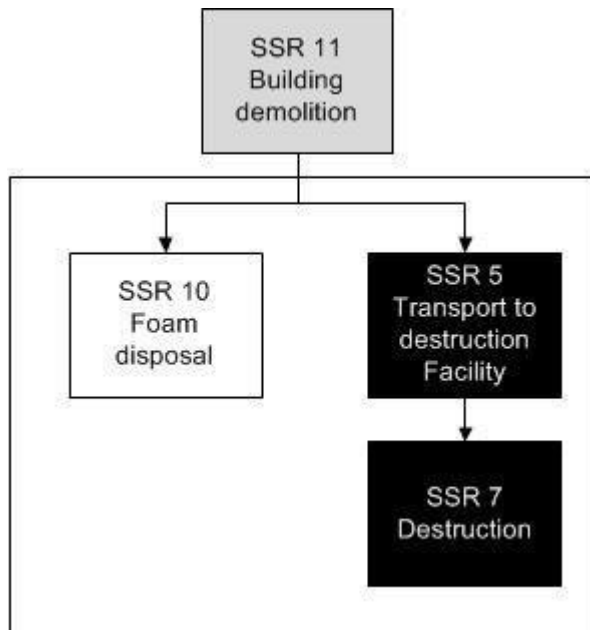 SSR 11
Building
demolition
SSR 10
Foam
disposal
SSR 5
Transport to
destruction
Facility
SSR 7
Destruction